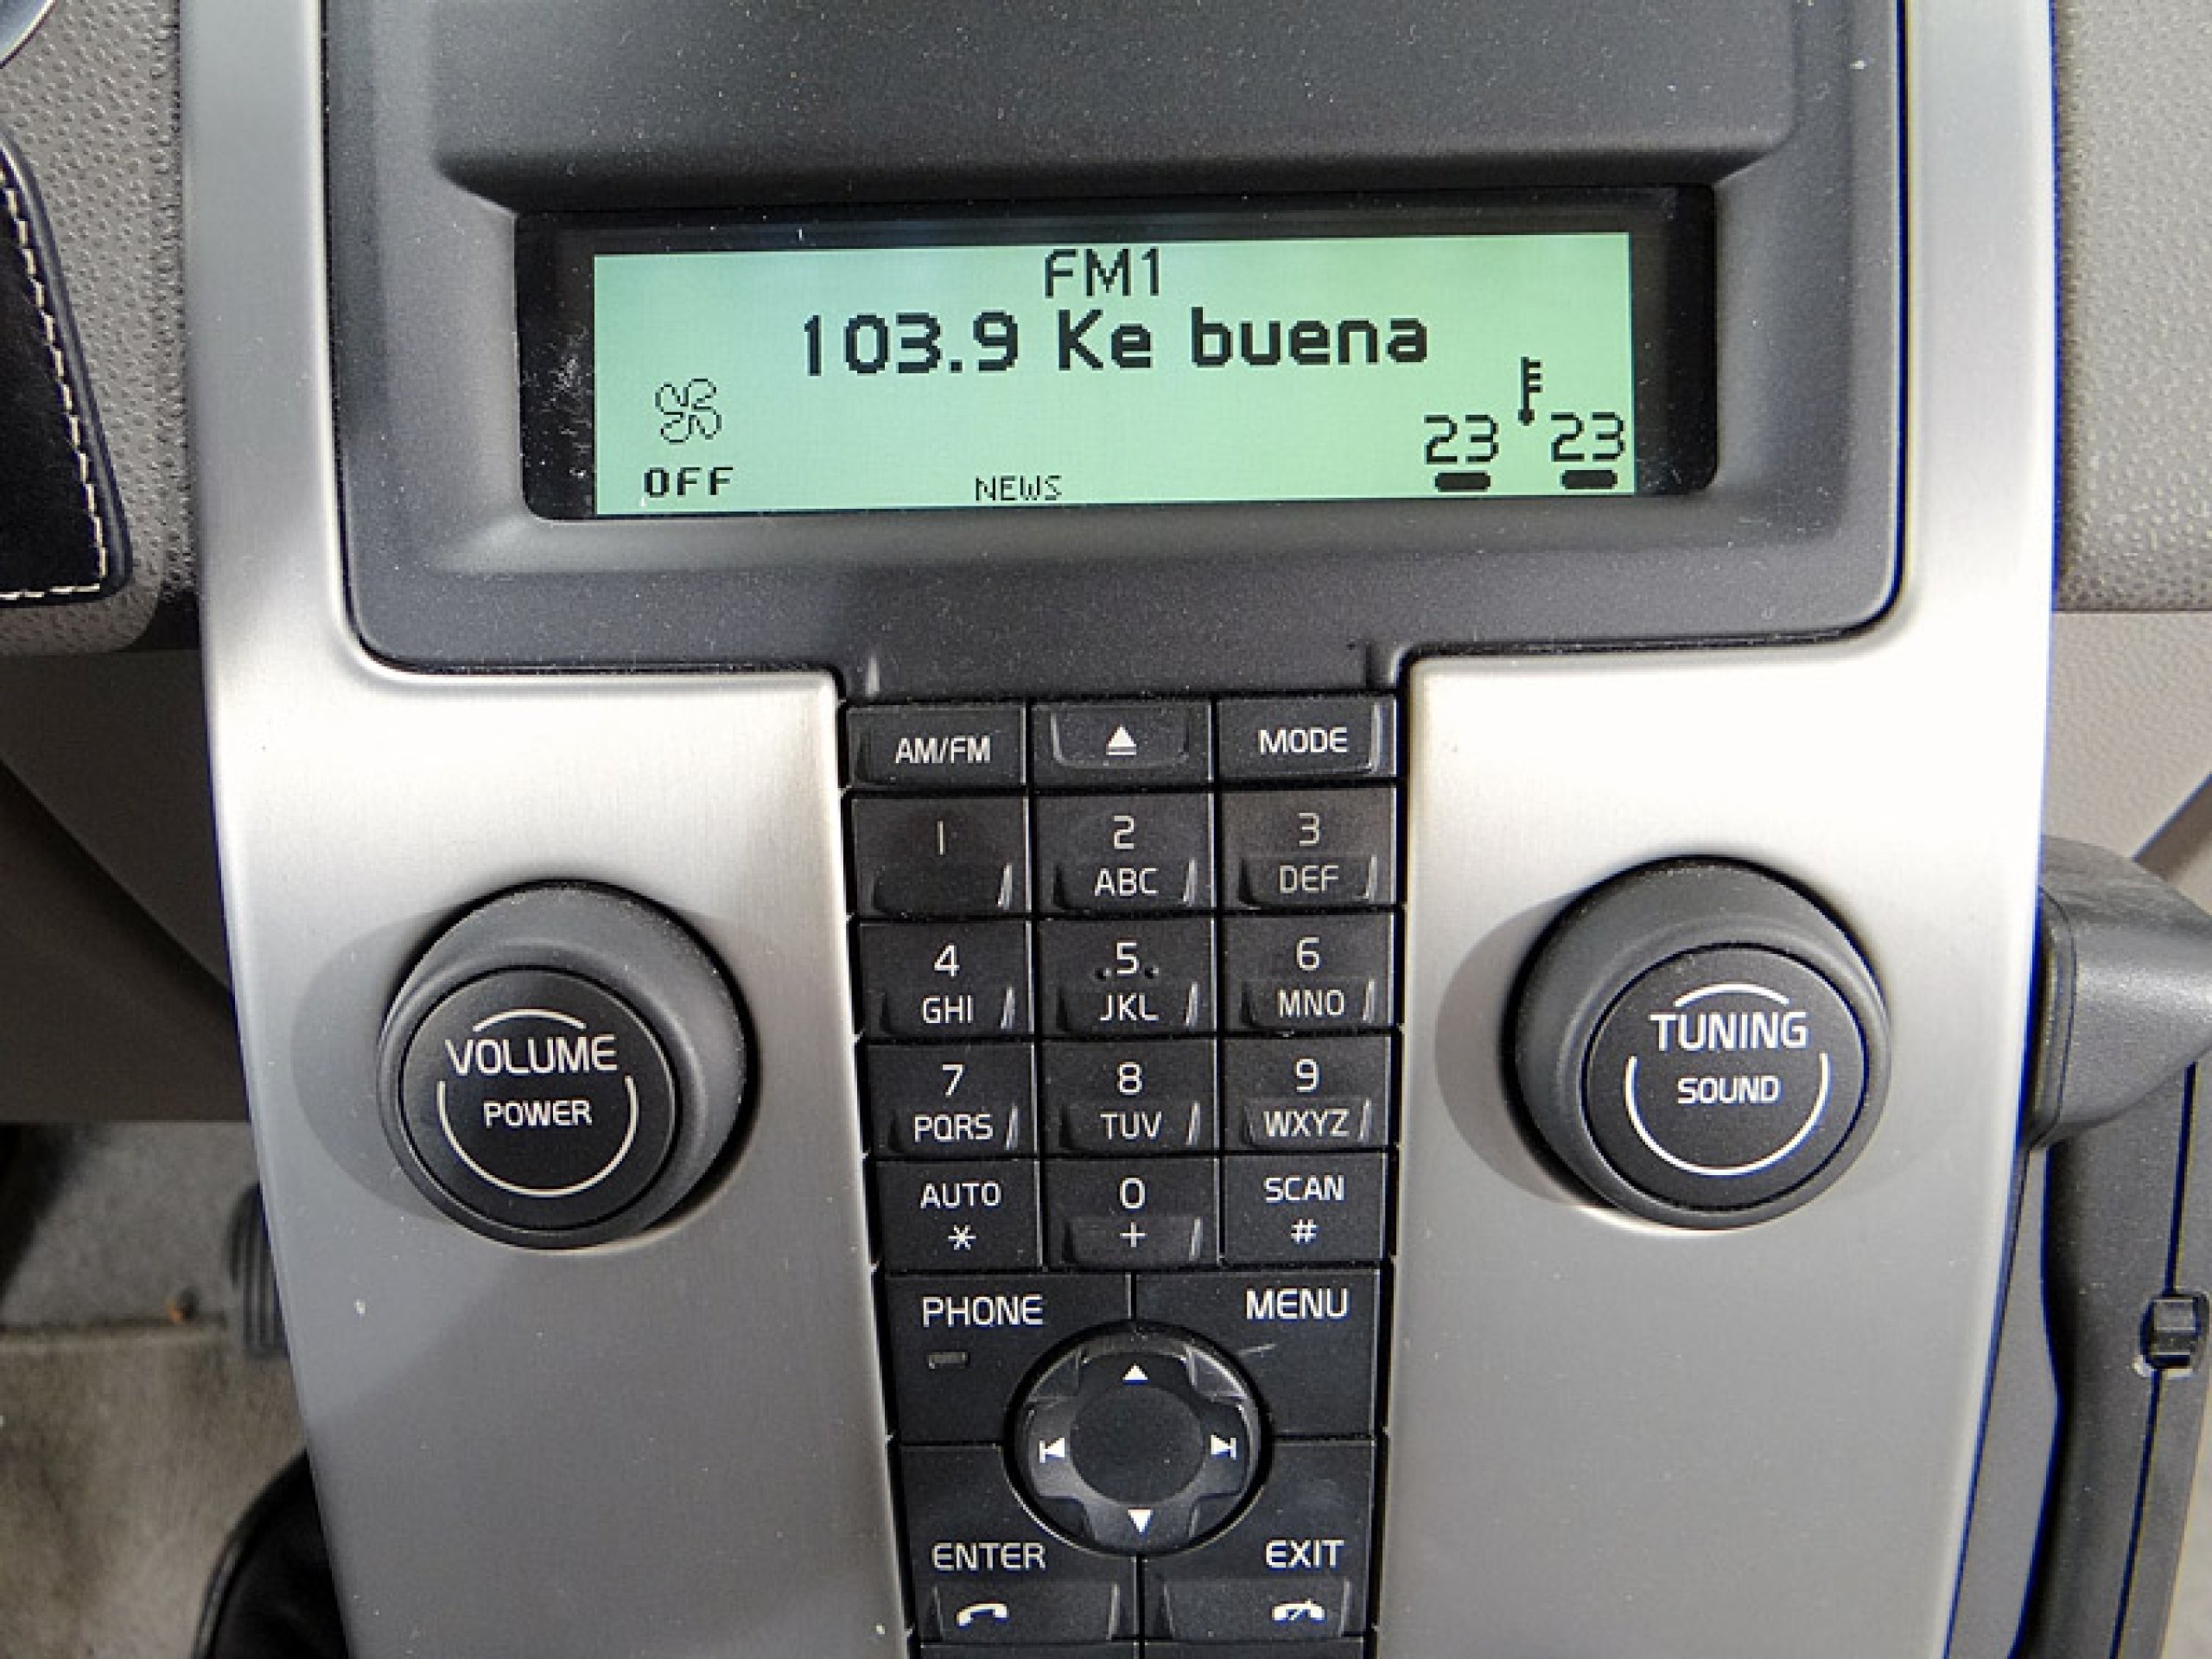 FM1
103.9 Ke buena
23 23
OFF NEWS
AM/FM MODE
1 2 3
ABC DEF
4 5 6
GHI JKL MNO
7 8 9
PQRS TUV WXYZ
AUTO 0 SCAN
* + #
VOLUME
POWER
TUNING
SOUND
PHONE MENU
ENTER EXIT